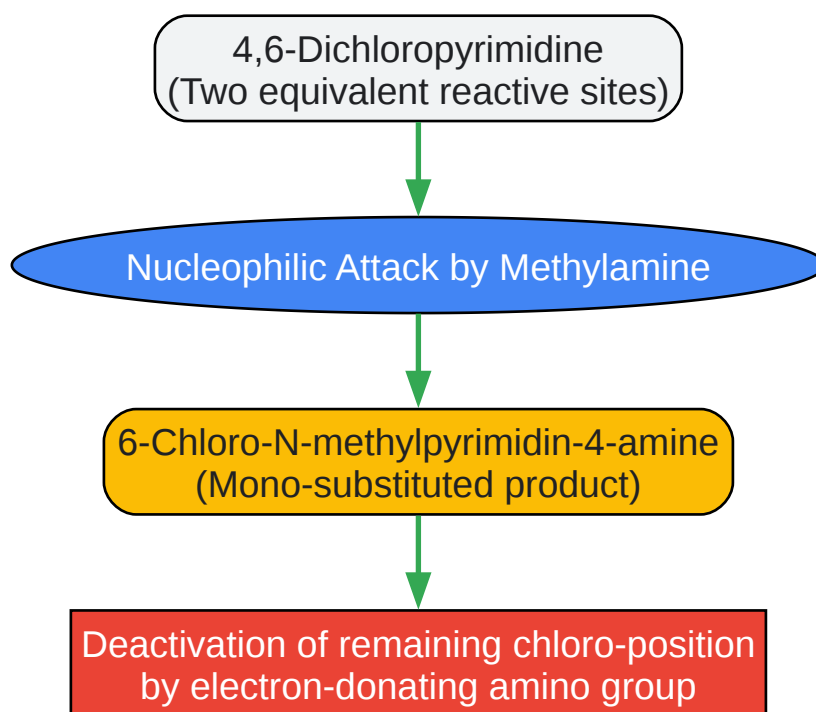 4,6-Dichloropyrimidine
(Two equivalent reactive sites)
Nucleophilic Attack by Methylamine
6-Chloro-N-methylpyrimidin-4-amine
(Mono-substituted product)
Deactivation of remaining chloro-position
by electron-donating amino group